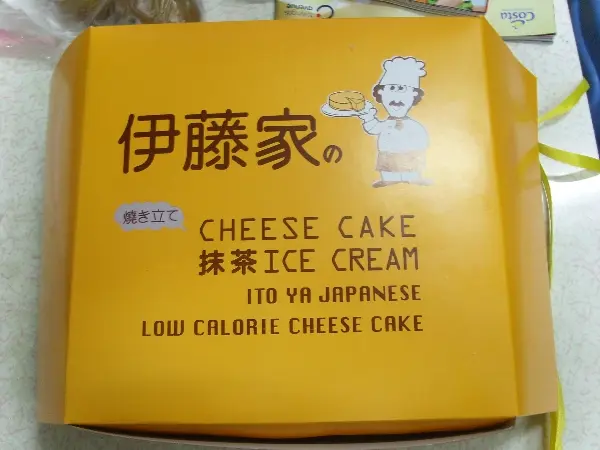 Costa
伊藤家の
焼き立て
CHEESE CAKE
抹茶ICE CREAM
ITO YA JAPANESE
LOW CALORIE CHEESE CAKE